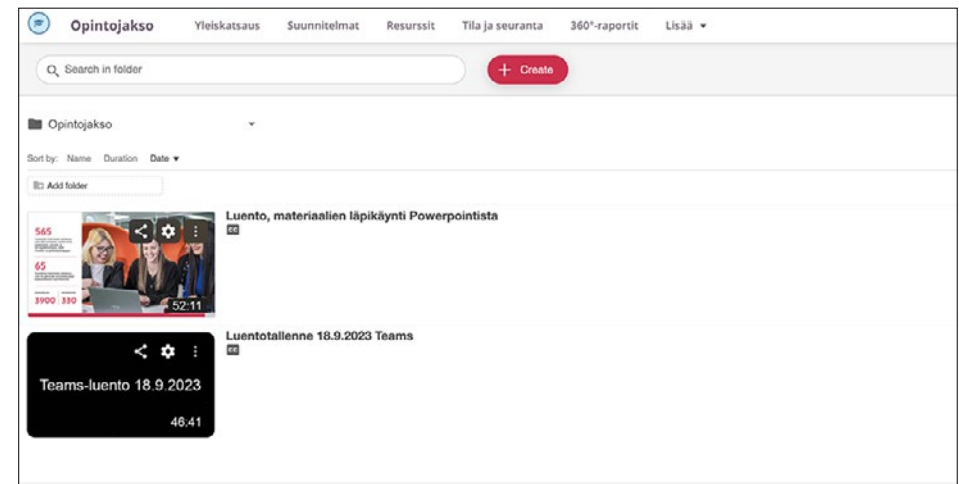 Opintojakso Yleiskatsaus Suunnitelmat Resurssit Tila ja seuranta 360°-raportit Lisää
Search in folder
+ Create
Opintojakso
Sort by: Name Duration Date
Add folder
Luento, materiaalien läpikäynti Powerpointista
CC
565
65
3900 330
52:11
Luentotallenne 18.9.2023 Teams
CC
Teams-luento 18.9.2023
46:41